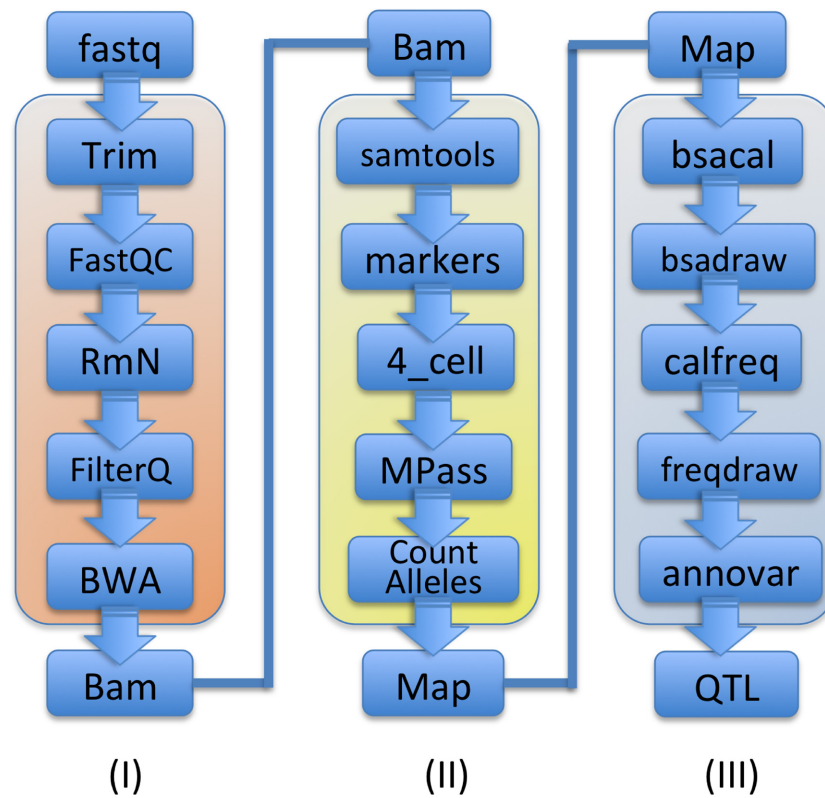 fastq
Trim
FastQC
RmN
FilterQ
BWA
Bam
(I)
Bam
samtools
markers
4_cell
MPass
Count
Alleles
Map
(II)
Map
bsacal
bsadraw
calfreq
freqdraw
annovar
QTL
(III)